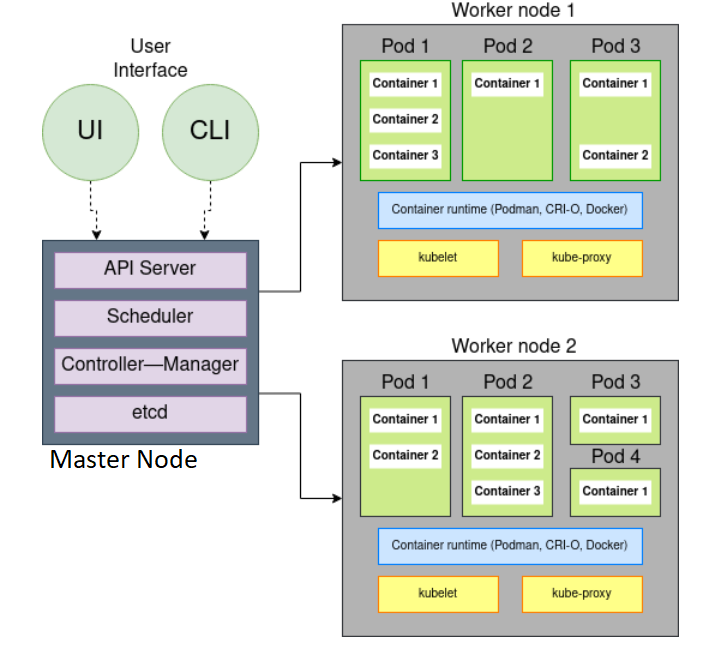 User
Interface
UI
CLI
API Server
Scheduler
Controller—Manager
etcd
Master Node
Worker node 1
Pod 1
Container 1
Container 2
Container 3
Pod 2
Container 1
Pod 3
Container 1
Container 2
Container runtime (Podman, CRI-O, Docker)
kubelet
kube-proxy
Worker node 2
Pod 1
Container 1
Container 2
Pod 2
Container 1
Container 2
Container 3
Pod 3
Container 1
Pod 4
Container 1
Container runtime (Podman, CRI-O, Docker)
kubelet
kube-proxy